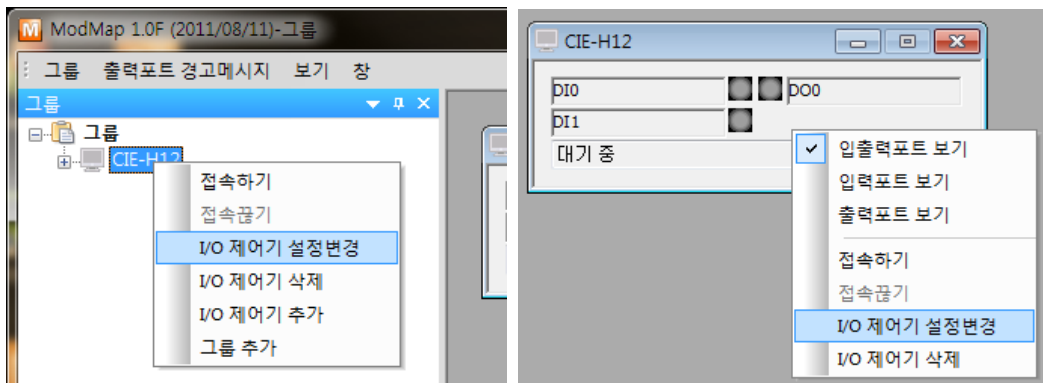 ModMap 1.0F (2011/08/11)-그룹
그룹 출력포트 경고메시지 보기 창
그룹
그룹
CIE-H12
접속하기
접속끊기
I/O 제어기 설정변경
I/O 제어기 삭제
I/O 제어기 추가
그룹 추가
CIE-H12
DI0 DO0
DI1
대기 중
입출력포트 보기
입력포트 보기
출력포트 보기
접속하기
접속끊기
I/O 제어기 설정변경
I/O 제어기 삭제